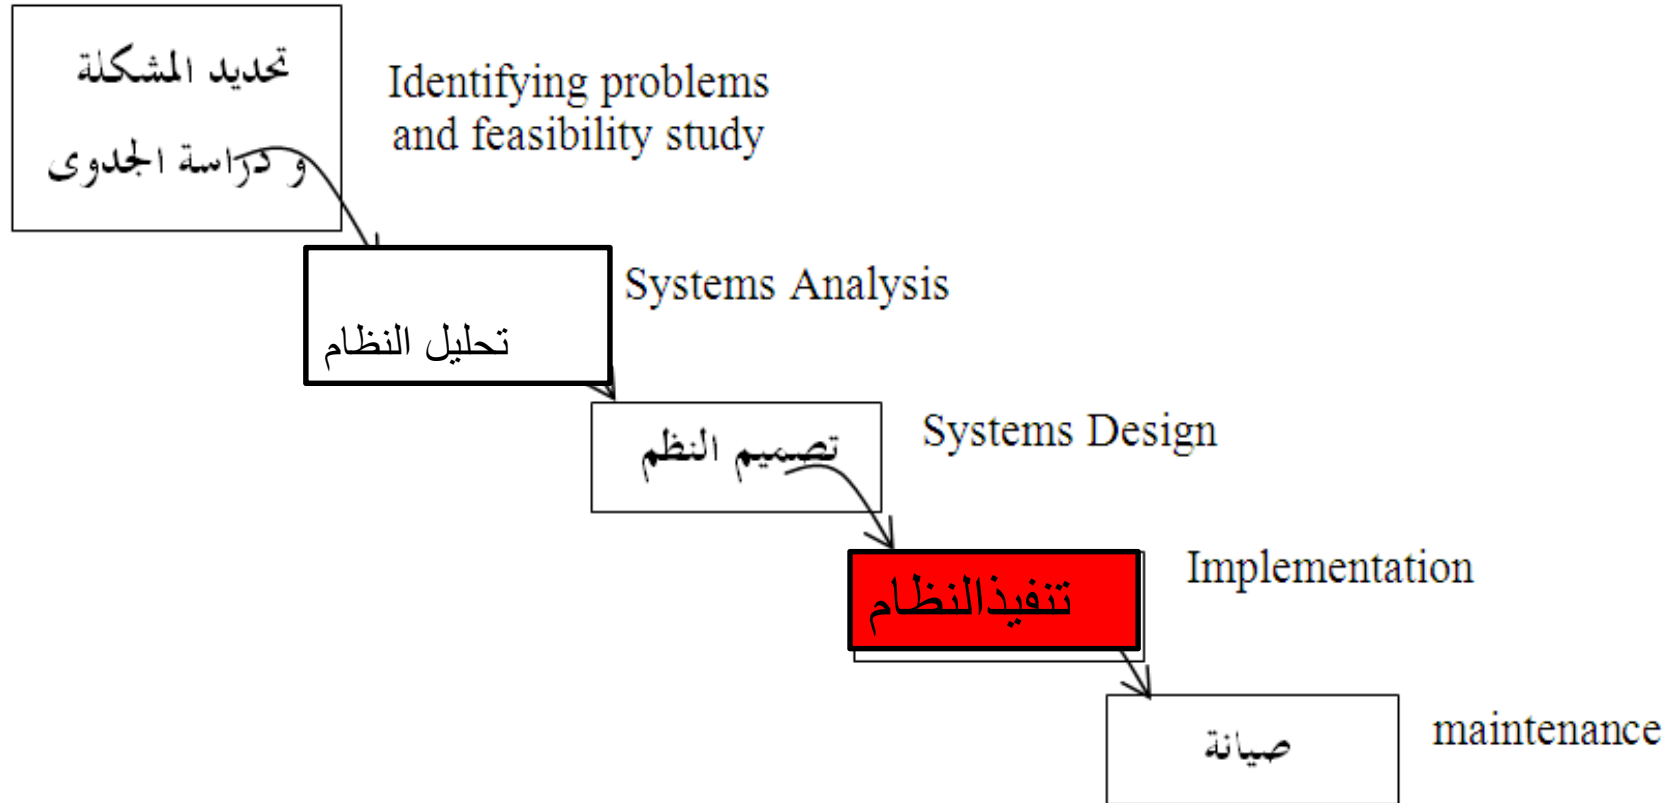 تحديد المشكلة
و دراسة الجدوى
Identifying problems
and feasibility study
Systems Analysis
تحليل النظام
Systems Design
تصميم النظم
Implementation
تنفيذالنظام
maintenance
صيانة